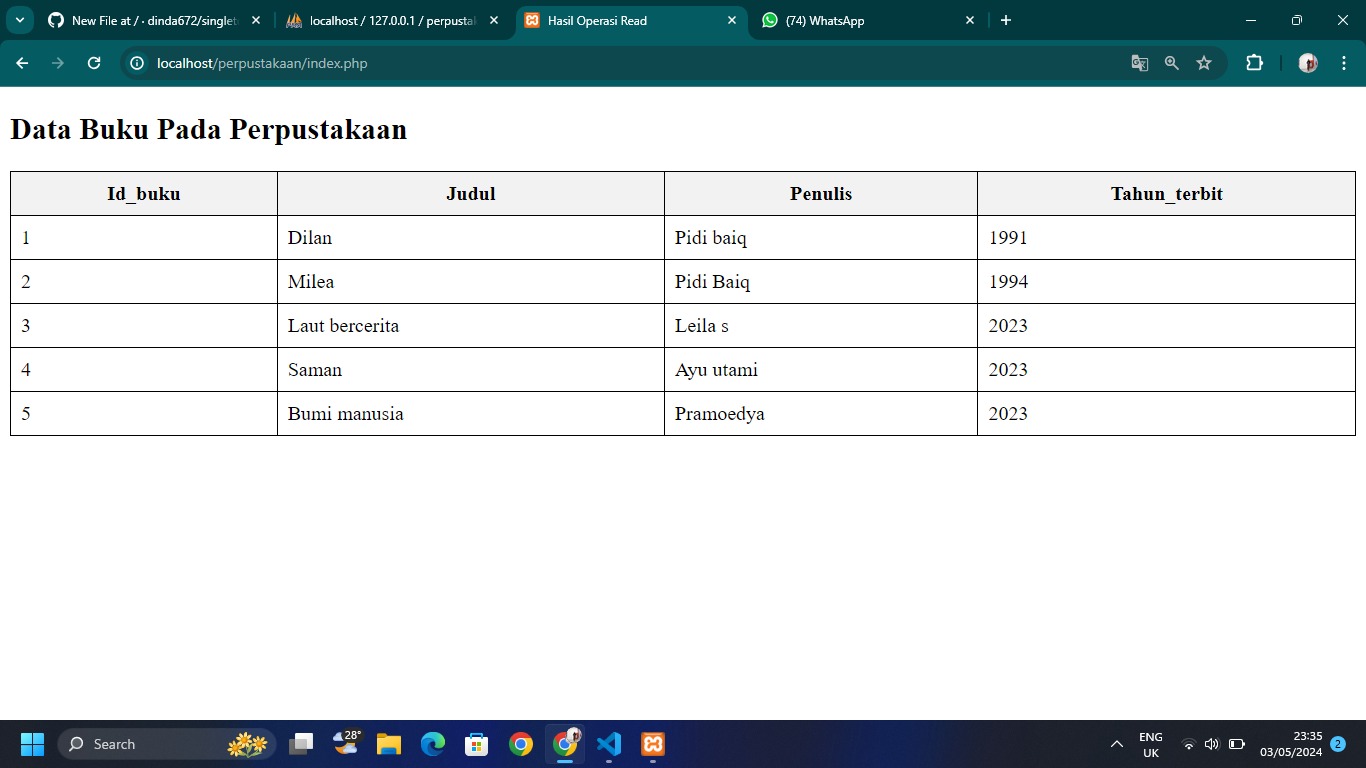 New File at / · dinda672/singlet
localhost / 127.0.0.1 / perpustak
Hasil Operasi Read
(74) WhatsApp
localhost/perpustakaan/index.php
Data Buku Pada Perpustakaan
Id_buku Judul Penulis Tahun_terbit
1 Dilan Pidi baiq 1991
2 Milea Pidi Baiq 1994
3 Laut bercerita Leila s 2023
4 Saman Ayu utami 2023
5 Bumi manusia Pramoedya 2023
Search
28°
ENG
UK
23:35
03/05/2024
2